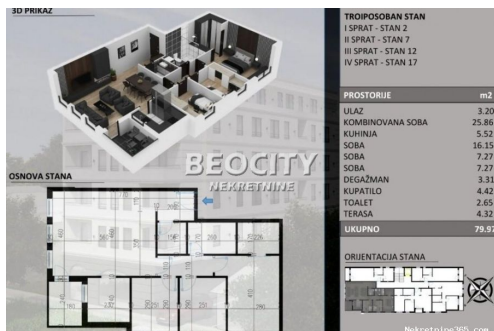 3D PRIKAZ
TROIPOSOBAN STAN
I SPRAT - STAN 2
II SPRAT - STAN 7
III SPRAT - STAN 12
IV SPRAT - STAN 17
PROSTORIJE m2
ULAZ 3.20
KOMBINOVANA SOBA 25.86
KUHINJA 5.52
SOBA 16.15
SOBA 7.27
SOBA 7.27
DEGAŽMAN 3.31
KUPATILO 4.42
TOALET 2.65
TERASA 4.32
UKUPNO 79.97
BEOCITY
NEKRETNINE
OSNOVA STANA
ORIJENTACIJA STANA
Nekretnine365.com